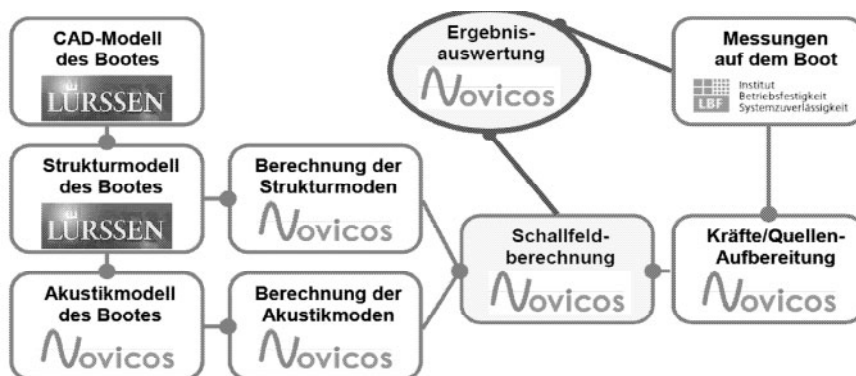 CAD-Modell
des Bootes
LÜRSSEN
Strukturmodell
des Bootes
LÜRSSEN
Akustikmodell
des Bootes
Novicos
Berechnung der
Strukturmoden
Novicos
Berechnung der
Akustikmoden
Novicos
Ergebnis-
auswertung
Novicos
Schallfeld-
berechnung
Novicos
Messungen
auf dem Boot
LBF
Institut
Betriebsfestigkeit
Systemzuverlässigkeit
Kräfte/Quellen-
Aufbereitung
Novicos